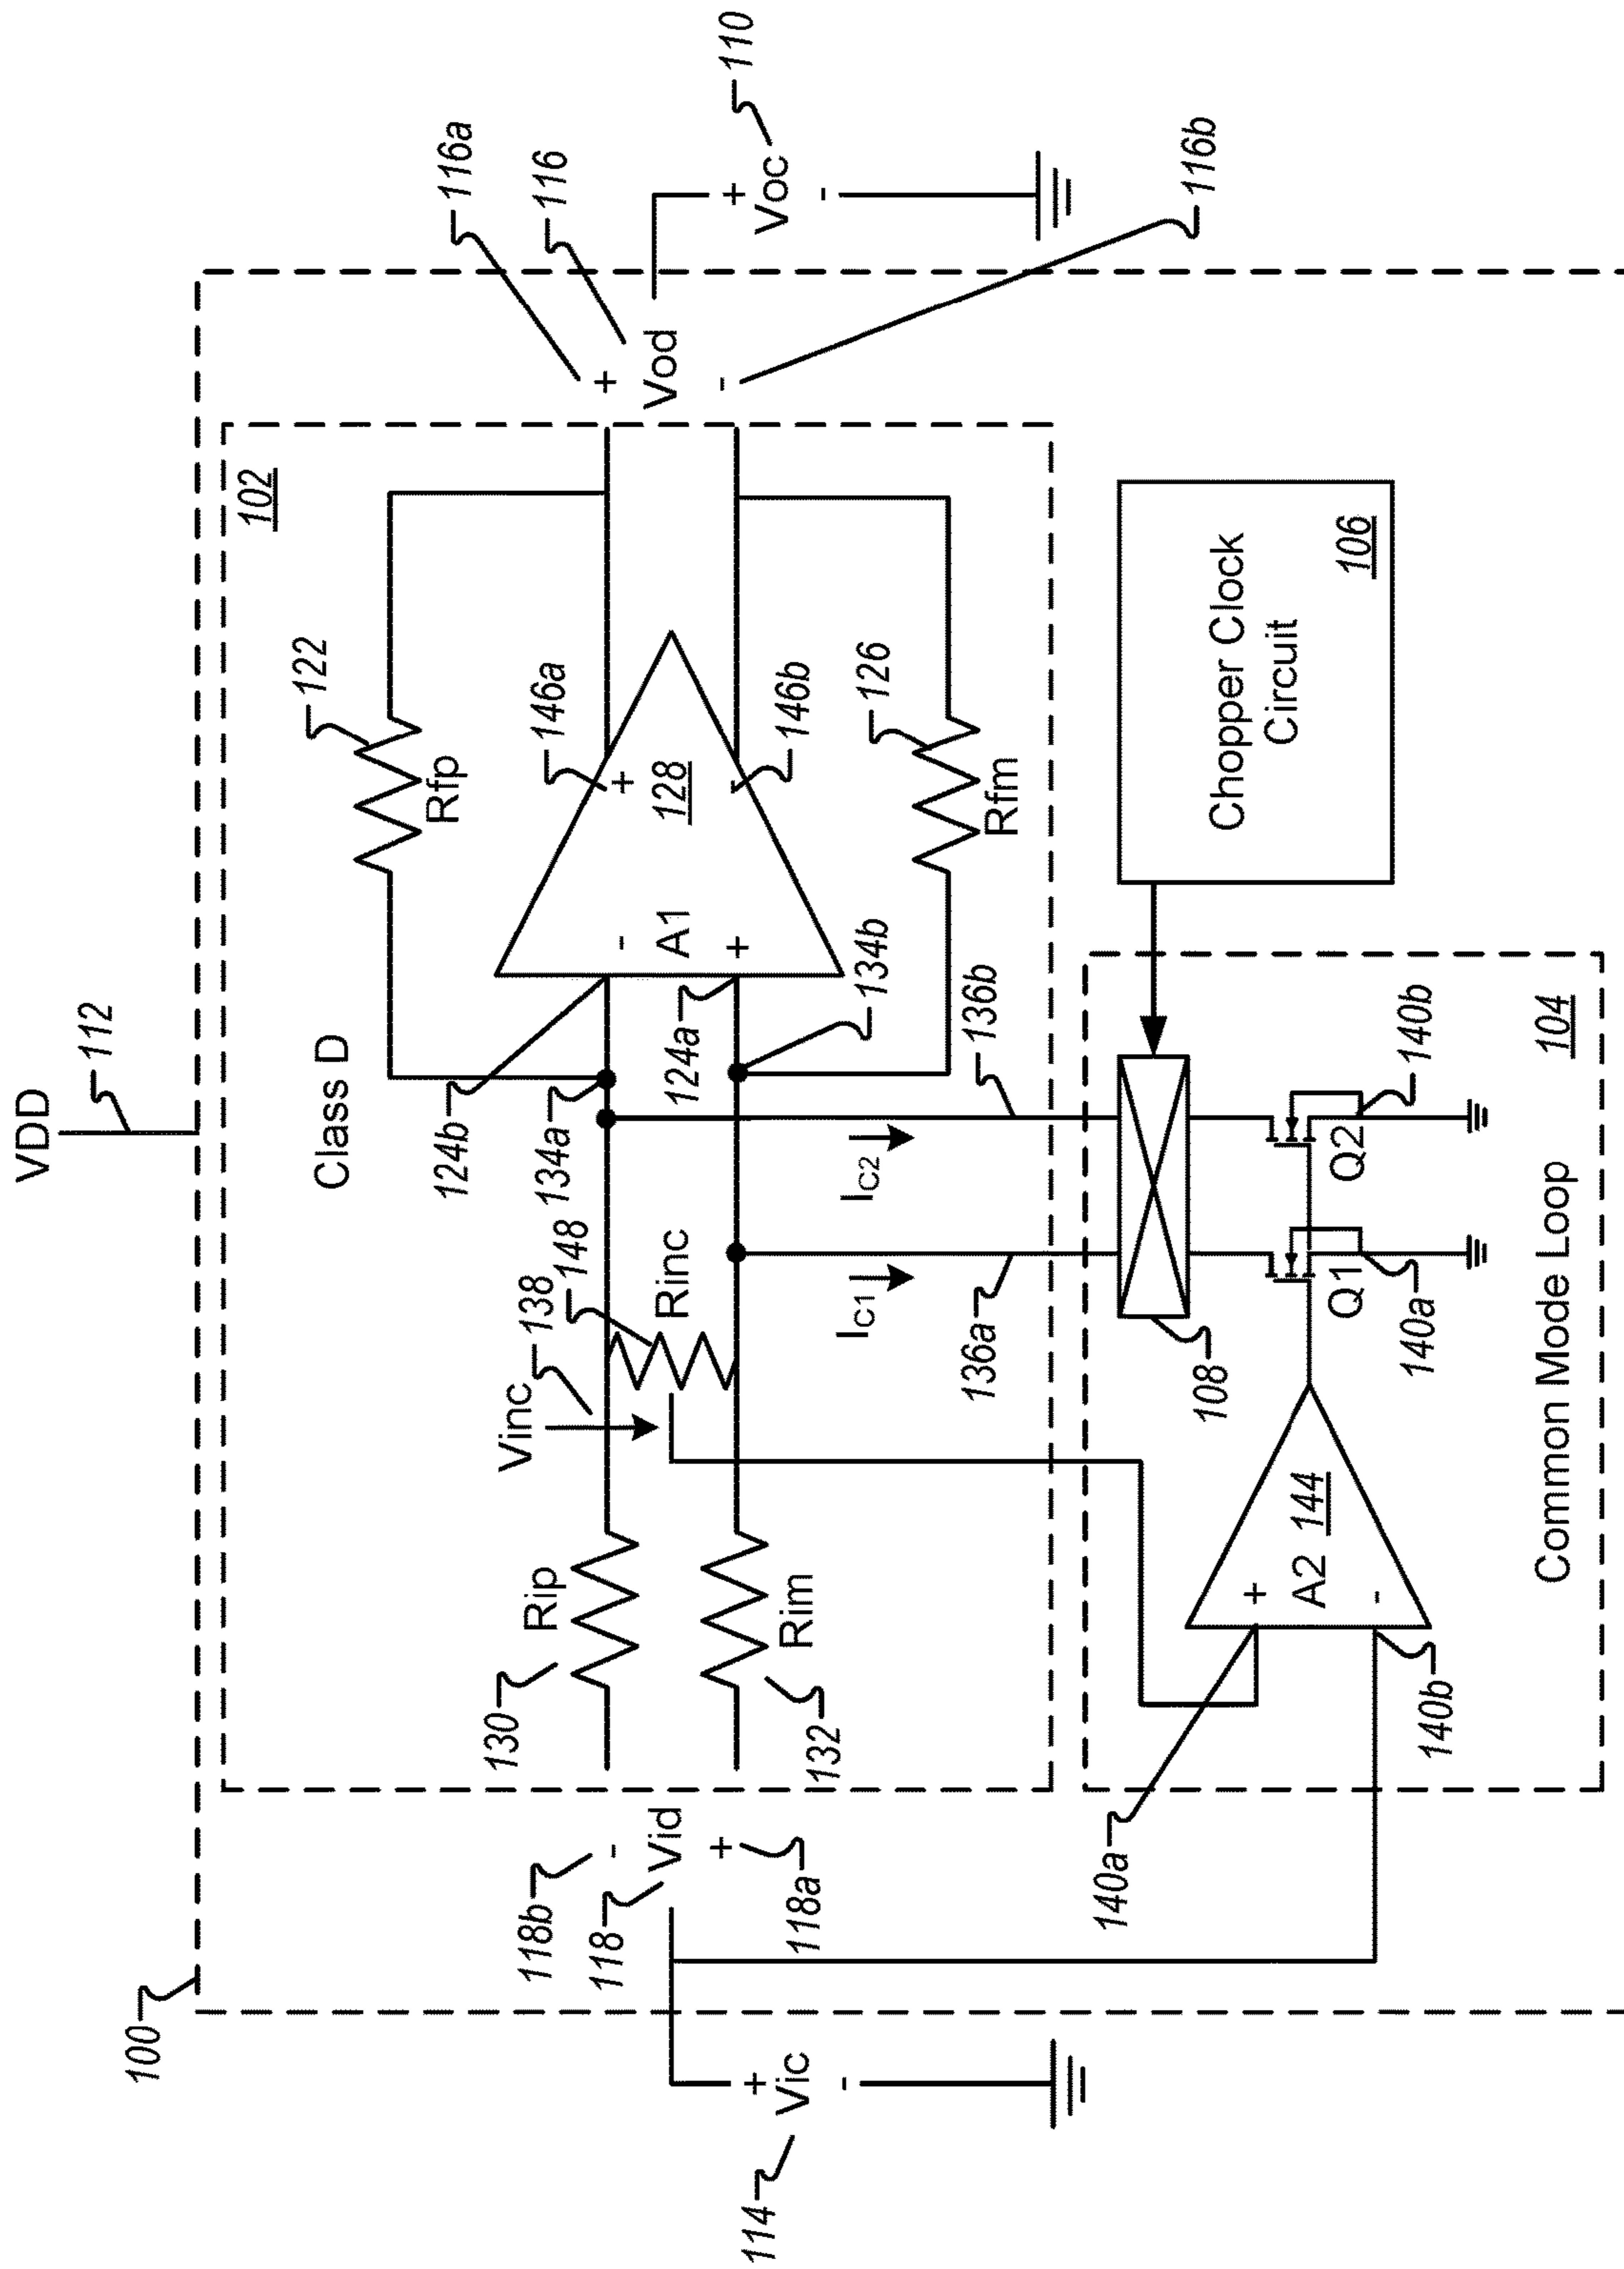 VDD
112
100
102
Class D
122
Rfp
116a
116
Vod
+
-
116b
110
+
Voc
-
124b
134a
148
138
Vinc
Rinc
146a
+
128
-
146b
-
A1
+
124a
134b
126
Rfm
130
Rip
Rim
132
118b
-
Vid
118
+
118a
114
+
Vic
-
IC2
136b
IC1
136a
108
Chopper Clock
Circuit
106
140a
+
A2
144
-
140b
Q1
140a
Q2
140b
104
Common Mode Loop